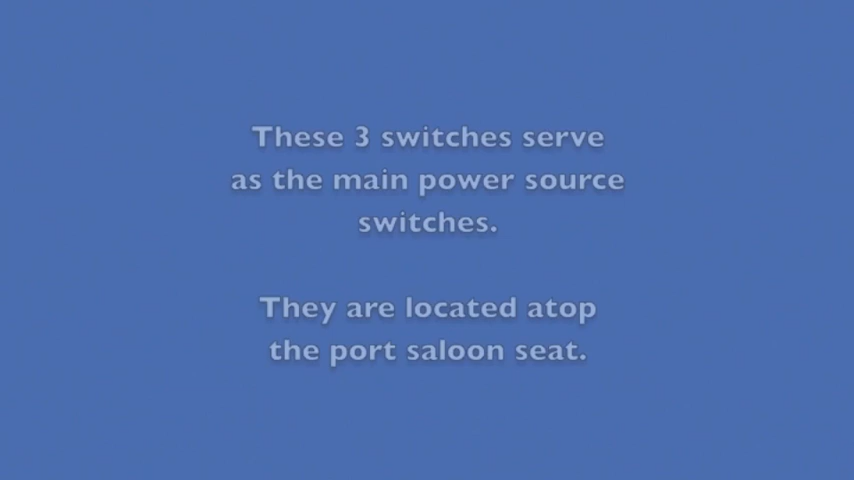 These 3 switches serve
as the main power source
switches.
They are located atop
the port saloon seat.